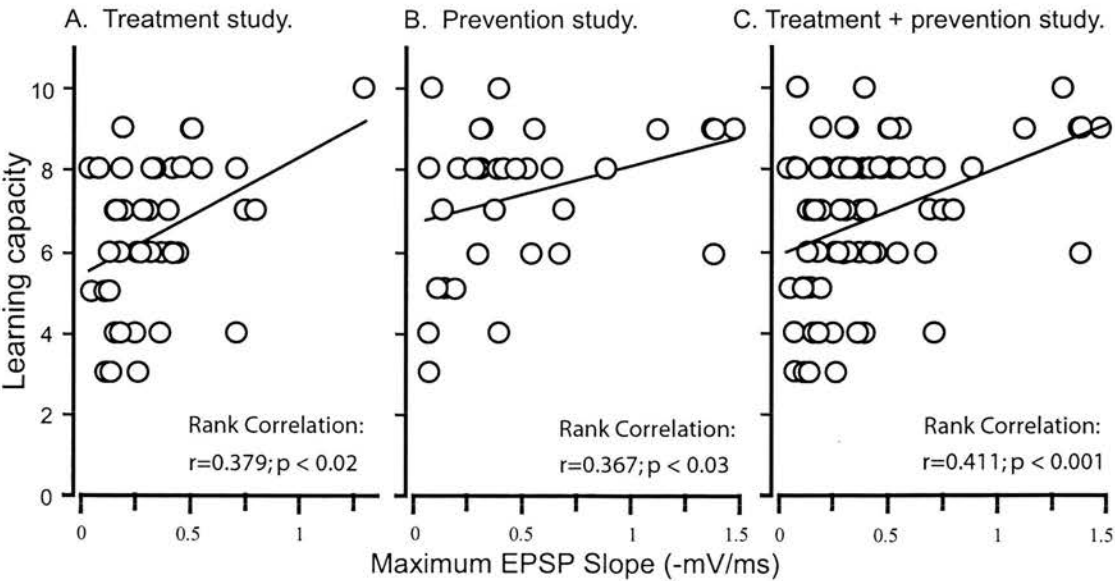 A. Treatment study.
B. Prevention study.
C. Treatment + prevention study.
Learning capacity
10
8
6
4
2
0
Rank Correlation:
r=0.379; p < 0.02
Rank Correlation:
r=0.367; p < 0.03
Rank Correlation:
r=0.411; p < 0.001
0 0.5 1
0 0.5 1 1.5
0 0.5 1 1.5
Maximum EPSP Slope (-mV/ms)